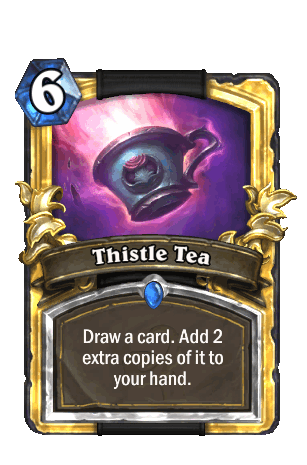 6
Thistle Tea
Draw a card. Add 2
extra copies of it to
your hand.